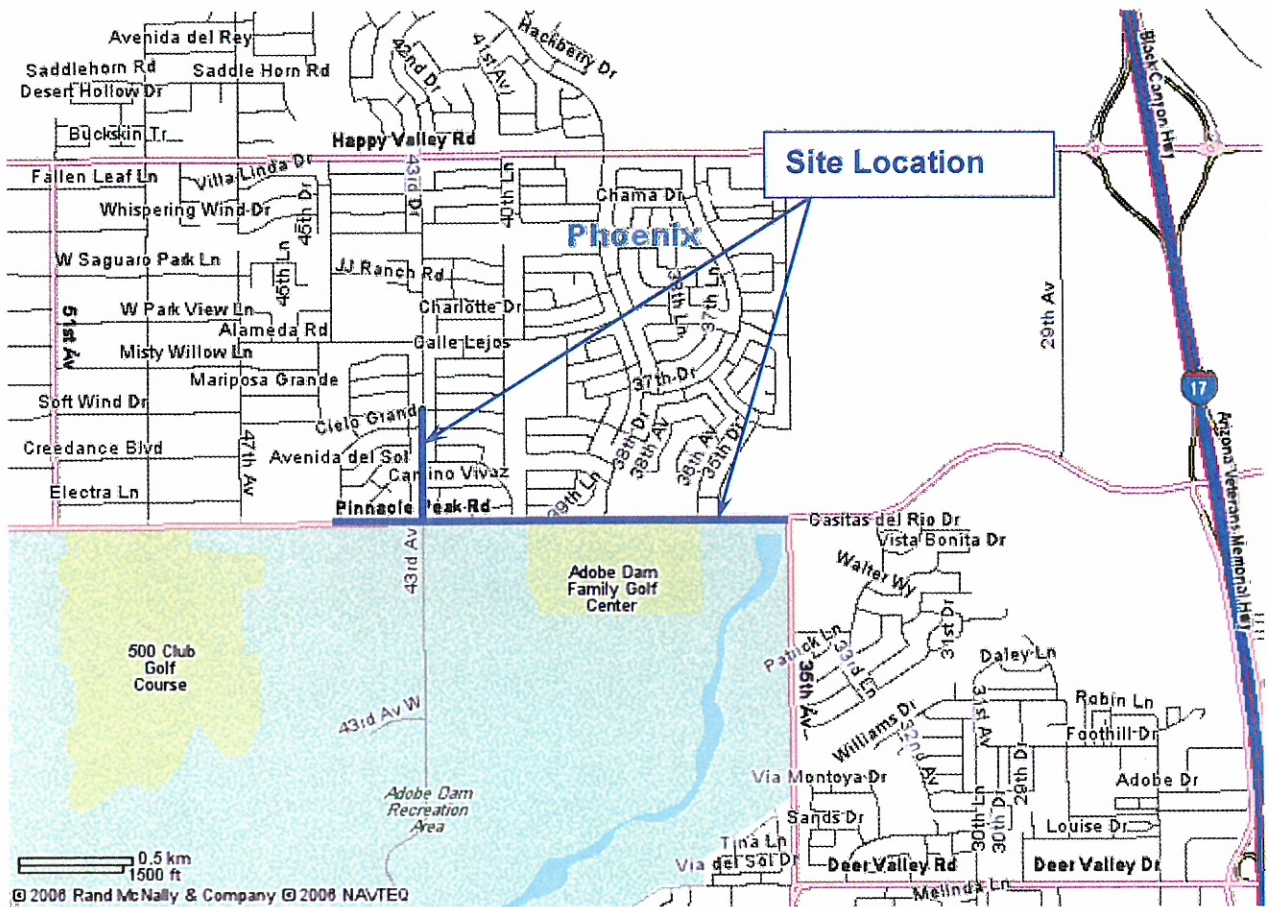 Avenida del Rey
Hackberry Dr
Saddlehorn Rd
Saddle Horn Rd
42nd Dr
41st Av
Desert Hollow Dr
Buckskin Tr
Black Canyon Hwy
Happy Valley Rd
Site Location
Fallen Leaf Ln
Villa Linda Dr
43rd Dr
40th Ln
Chama Dr
Whispering Wind Dr
45th Dr
Phoenix
W Saguaro Park Ln
45th Ln
JJ Ranch Rd
38th Ln
37th Ln
W Park View Ln
Charlotte Dr
29th Av
51st Av
Alameda Rd
Calle Lejos
Misty Willow Ln
Mariposa Grande
37th Dr
17
Soft Wind Dr
Cielo Grand
Arizona Veterans Memorial Hwy
Creedance Blvd
47th Av
Avenida del Sol
38th Dr
38th Av
36th Av
35th Dr
Camino Vivaz
Electra Ln
39th Ln
Pinnacle Peak Rd
Casitas del Rio Dr
Vista Bonita Dr
43rd Av
Adobe Dam
Family Golf
Center
Walter Wy
500 Club
Golf
Course
Patrick Ln
33rd Ln
31st Dr
Daley Ln
35th Av
43rd Av W
Williams Dr
32nd Av
31st Av
Robin Ln
Foothill Dr
Via Montoya Dr
29th Dr
Adobe Dr
Adobe Dam
Recreation
Area
Sands Dr
30th Ln
30th Dr
Louise Dr
Tina Ln
Via del Sol Dr
Deer Valley Rd
Deer Valley Dr
Melinda Ln
0.5 km
1500 ft
© 2006 Rand McNally & Company © 2006 NAVTEQ